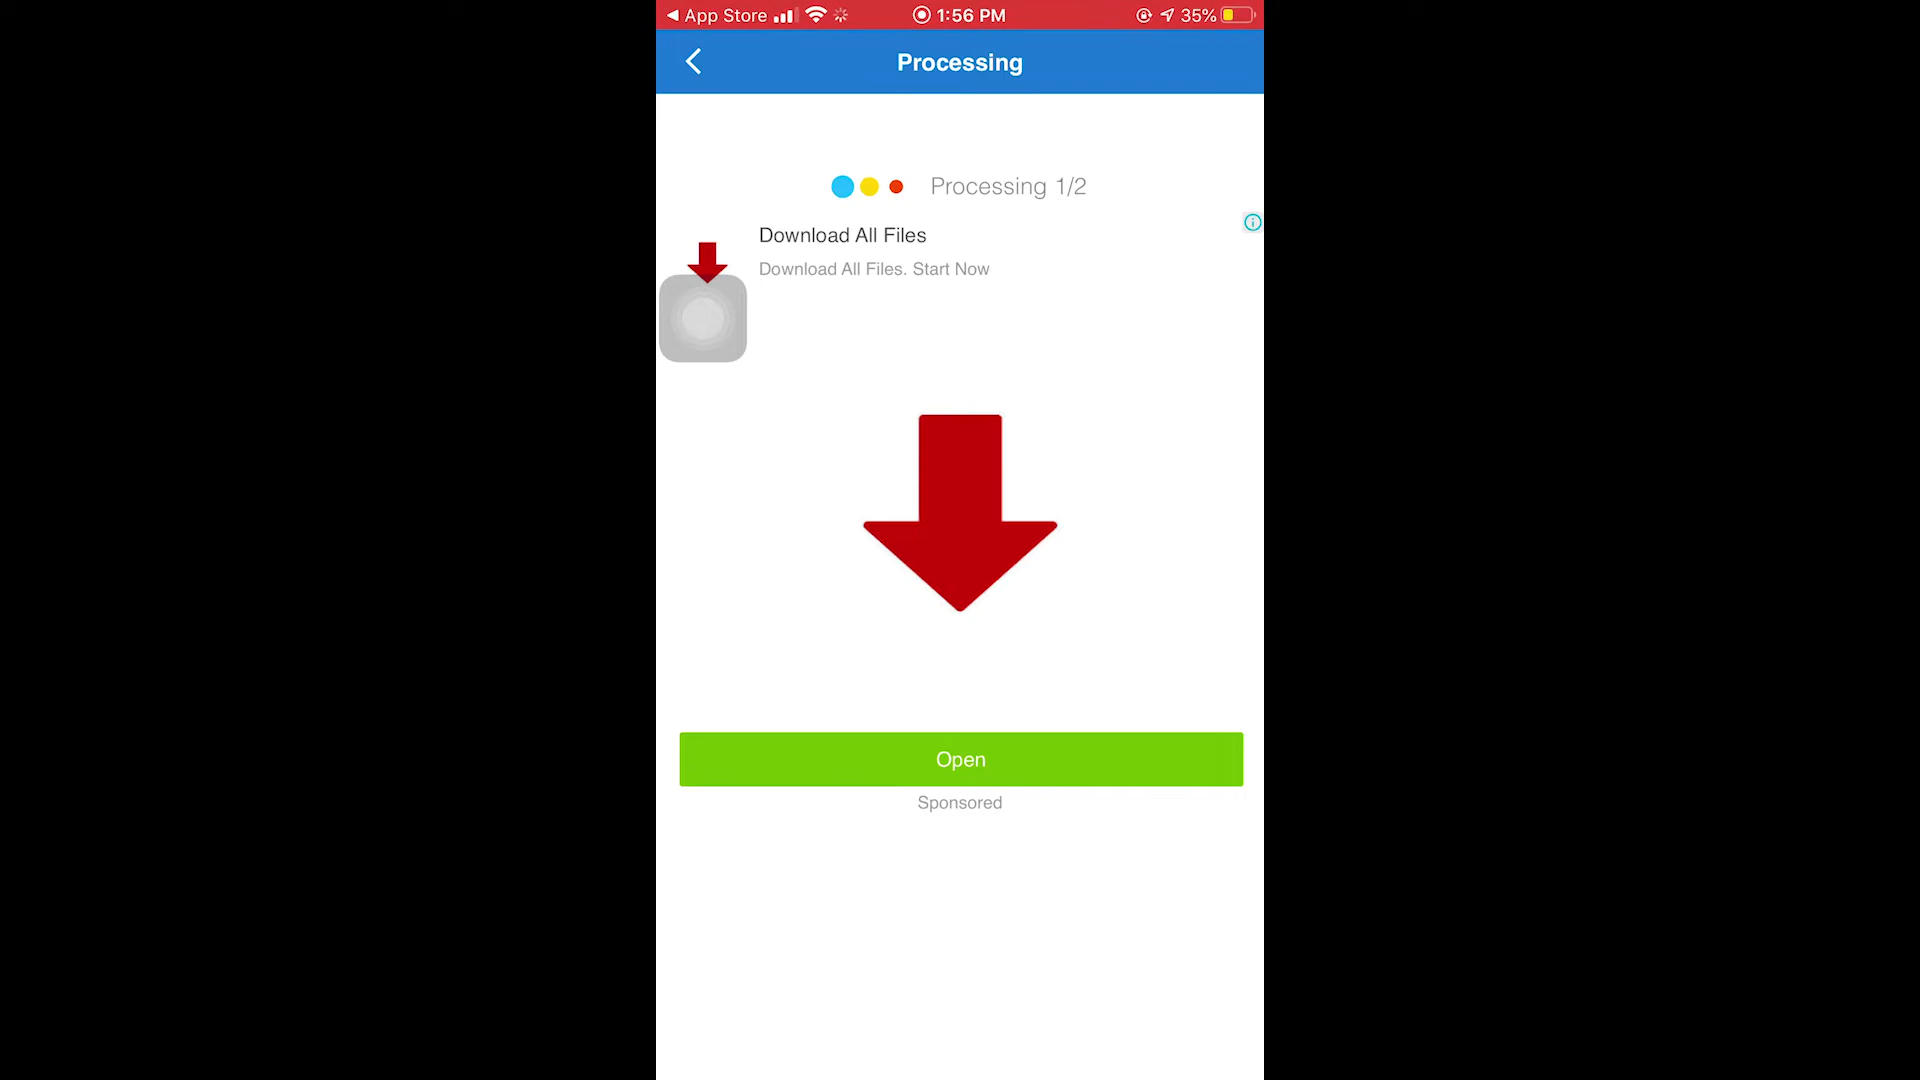 App Store 1:56 PM 35%
Processing
Processing 1/2
Download All Files
Download All Files. Start Now
Open
Sponsored